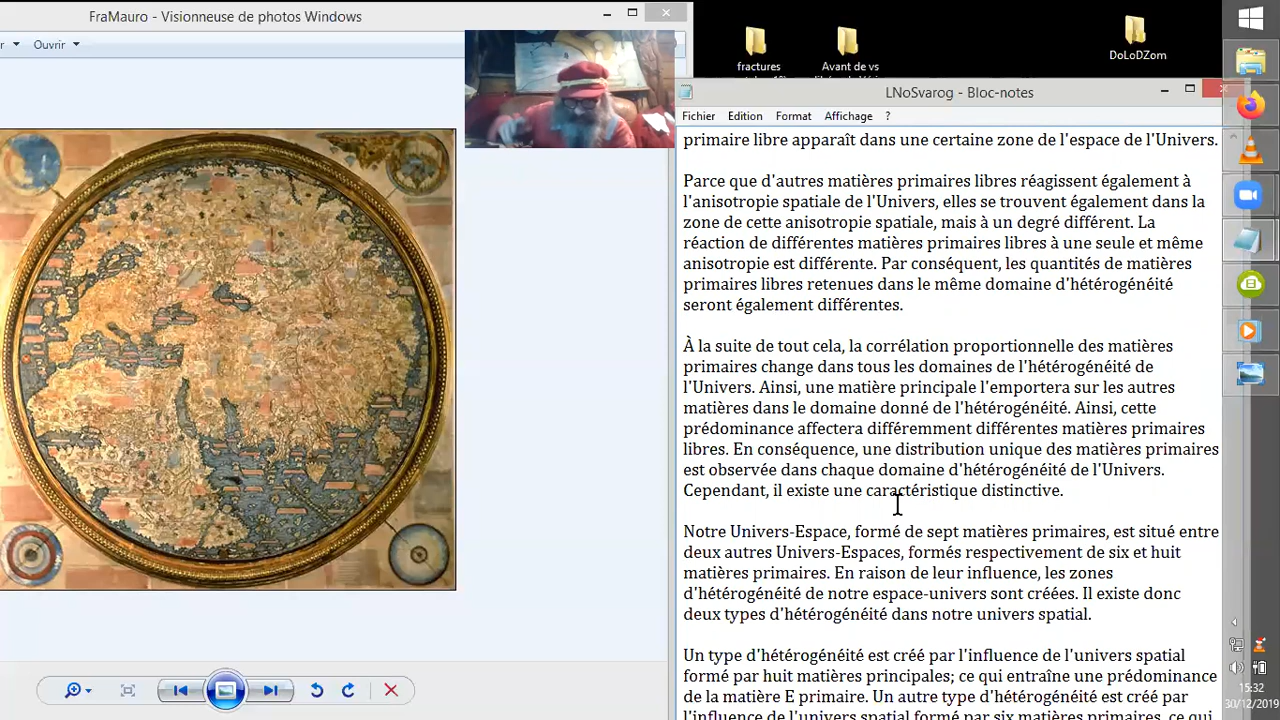 FraMauro - Visionneuse de photos Windows
r Ouvrir
fractures
Avant de vs
DoLoDZom
LNoSvarog - Bloc-notes
Fichier Edition Format Affichage ?
primaire libre apparaît dans une certaine zone de l'espace de l'Univers.
Parce que d'autres matières primaires libres réagissent également à
l'anisotropie spatiale de l'Univers, elles se trouvent également dans la
zone de cette anisotropie spatiale, mais à un degré différent. La
réaction de différentes matières primaires libres à une seule et même
anisotropie est différente. Par conséquent, les quantités de matières
primaires libres retenues dans le même domaine d'hétérogénéité
seront également différentes.
À la suite de tout cela, la corrélation proportionnelle des matières
primaires change dans tous les domaines de l'hétérogénéité de
l'Univers. Ainsi, une matière principale l'emportera sur les autres
matières dans le domaine donné de l'hétérogénéité. Ainsi, cette
prédominance affectera différemment différentes matières primaires
libres. En conséquence, une distribution unique des matières primaires
est observée dans chaque domaine d'hétérogénéité de l'Univers.
Cependant, il existe une caractéristique distinctive.
Notre Univers-Espace, formé de sept matières primaires, est situé entre
deux autres Univers-Espaces, formés respectivement de six et huit
matières primaires. En raison de leur influence, les zones
d'hétérogénéité de notre espace-univers sont créées. Il existe donc
deux types d'hétérogénéité dans notre univers spatial.
Un type d'hétérogénéité est créé par l'influence de l'univers spatial
formé par huit matières principales; ce qui entraîne une prédominance
de la matière E primaire. Un autre type d'hétérogénéité est créé par
l'influence de l'univers spatial formé par six matières primaires, ce qui
15:32
30/12/2019